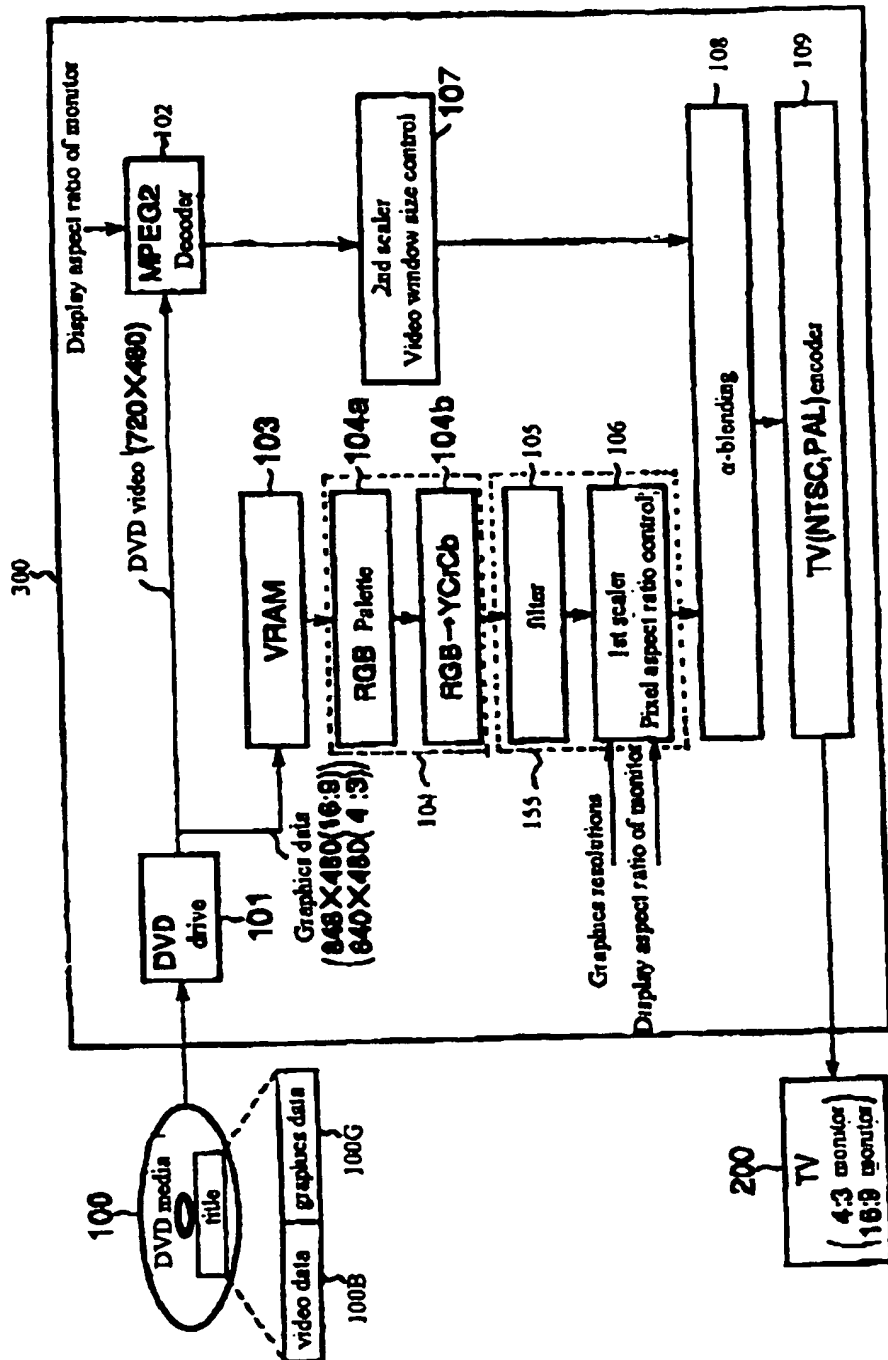 100
DVD media
title
video data
graphics data
100B
100G
300
DVD
drive
101
DVD video (720X480)
Display aspect ratio of monitor
102
MPEG2
Decoder
Graphics data
(848X480(16:9))
(640X480( 4 :3))
VRAM
103
RGB Palette
104a
RGB→YCrCb
104b
104
filter
105
155
Graphics resolutions
Display aspect ratio of monitor
1st scaler
Pixel aspect ratio control
106
2nd scaler
Video window size control
107
α-blending
108
TV(NTSC,PAL)encoder
109
200
TV
( 4:3 monitor)
(16:9 monitor)